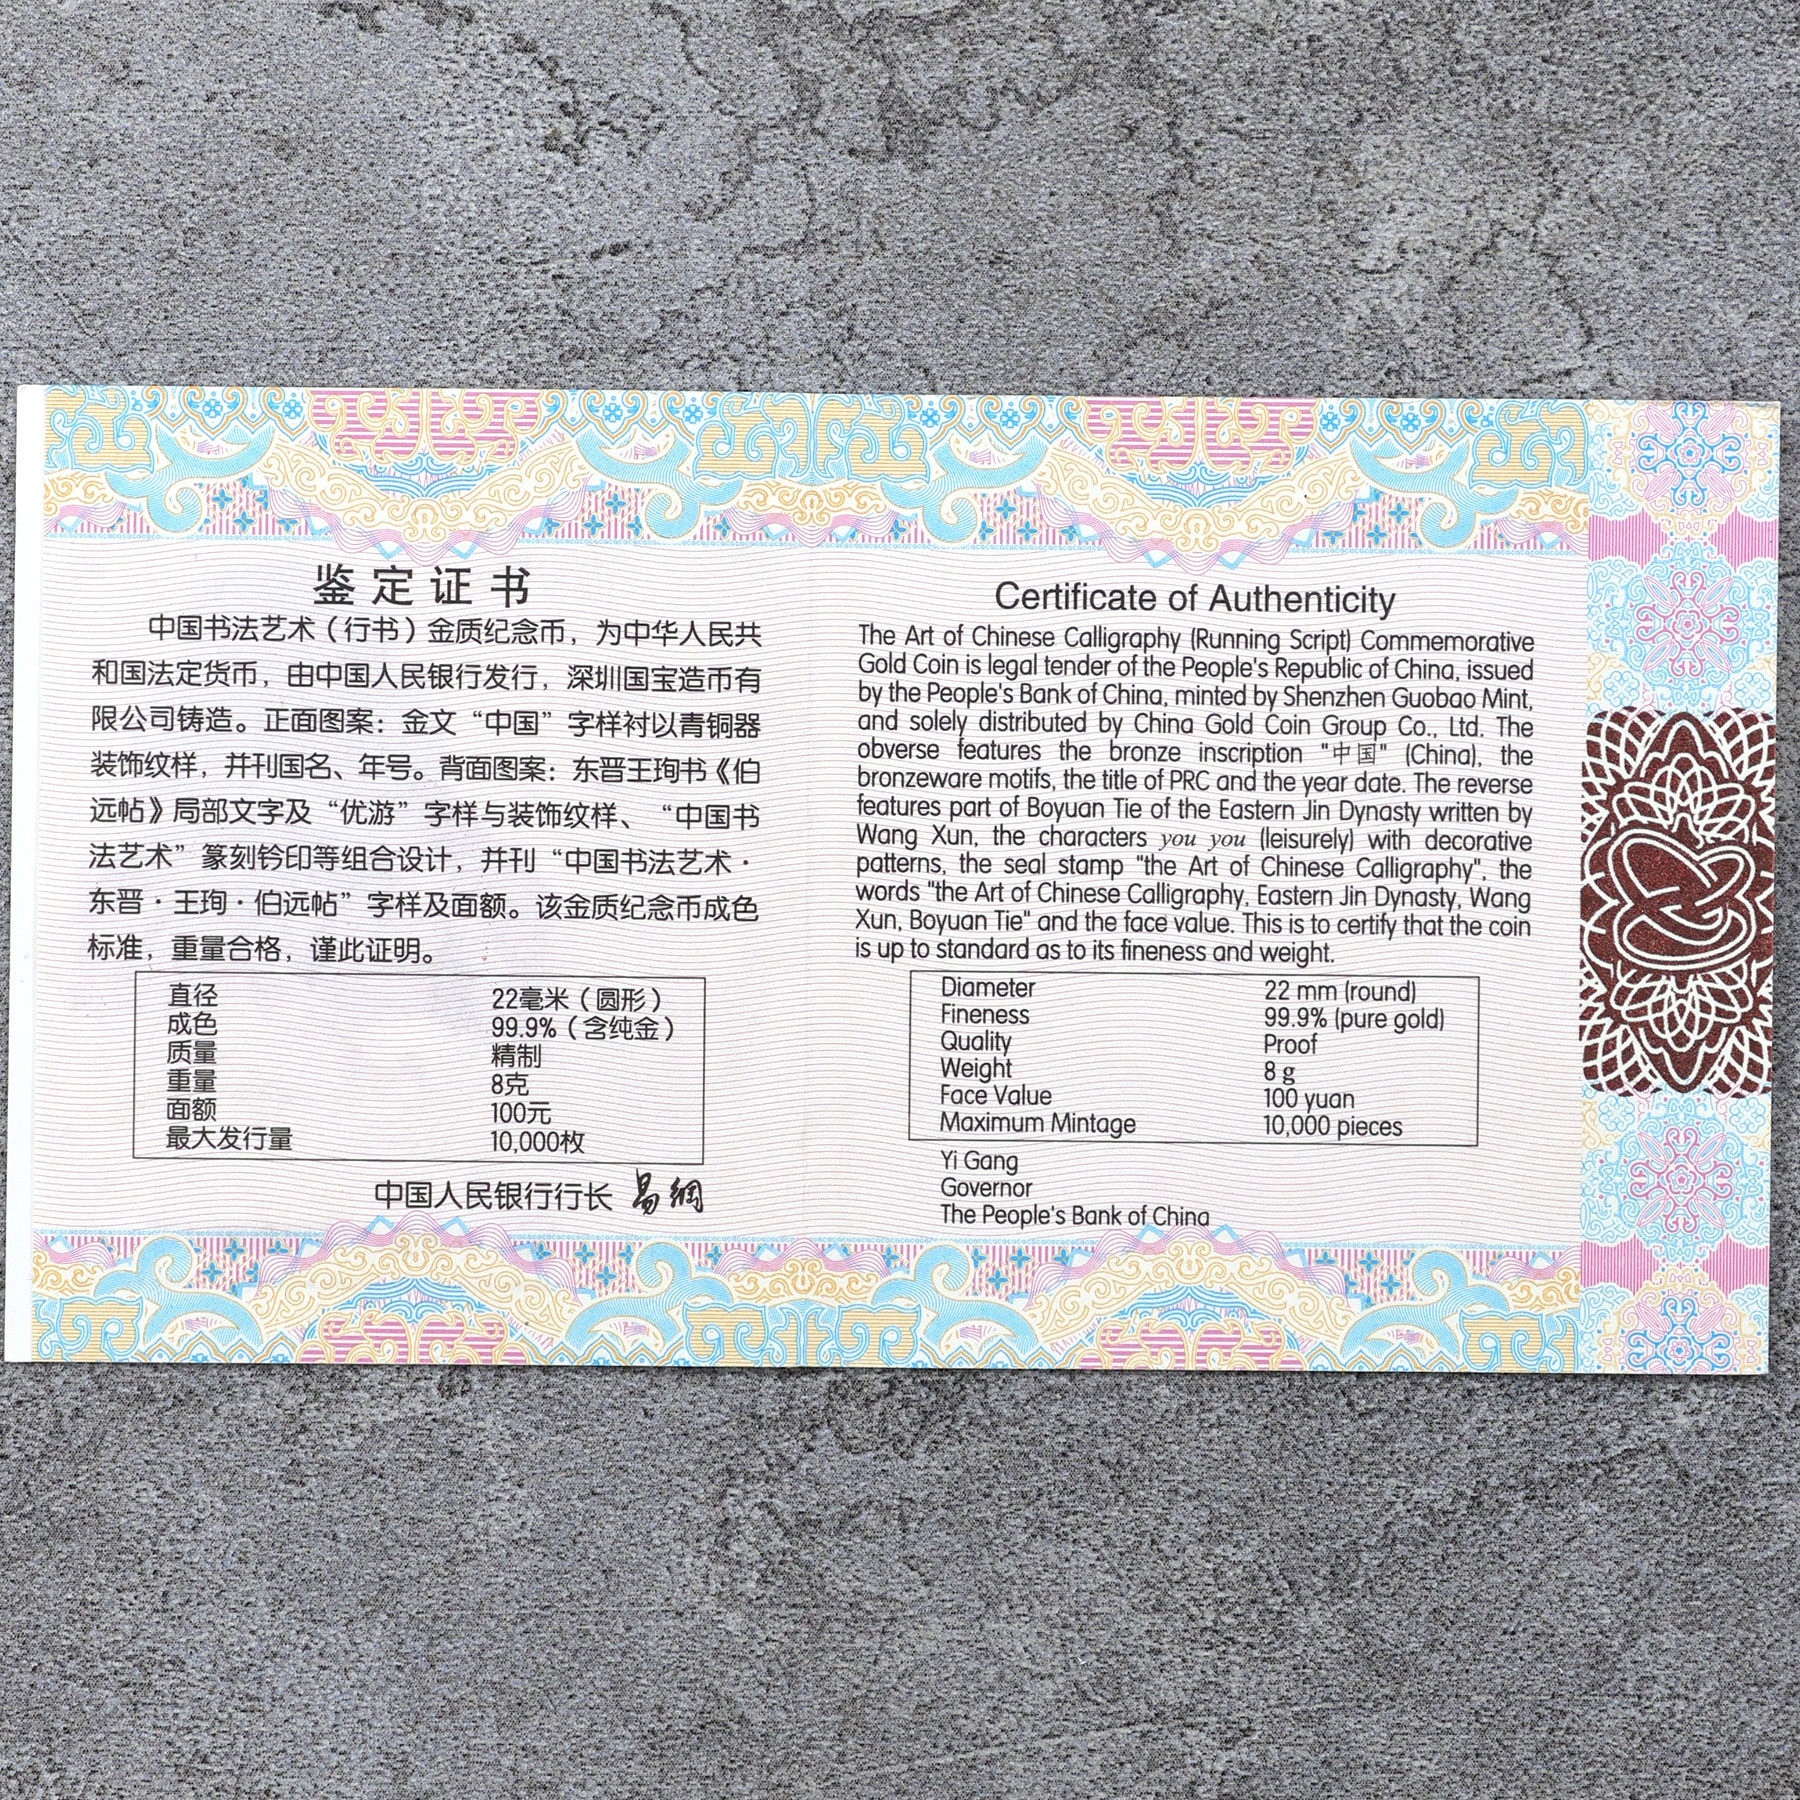 鉴定证书
中国书法艺术（行书）金质纪念币，为中华人民共
和国法定货币，由中国人民银行发行，深圳国宝造币有
限公司铸造。正面图案：金文“中国”字样衬以青铜器
装饰纹样，并刊国名、年号。背面图案：东晋王珣书《伯
远帖》局部文字及“优游”字样与装饰纹样、“中国书
法艺术”篆刻钤印等组合设计，并刊“中国书法艺术·
东晋·王珣·伯远帖”字样及面额。该金质纪念币成色
标准，重量合格，谨此证明。
直径 22毫米（圆形）
成色 99.9%（含纯金）
质量 精制
重量 8克
面额 100元
最大发行量 10,000枚
中国人民银行行长 易纲
Certificate of Authenticity
The Art of Chinese Calligraphy (Running Script) Commemorative
Gold Coin is legal tender of the People's Republic of China, issued
by the People's Bank of China, minted by Shenzhen Guobao Mint,
and solely distributed by China Gold Coin Group Co., Ltd. The
obverse features the bronze inscription "中国" (China), the
bronzeware motifs, the title of PRC and the year date. The reverse
features part of Boyuan Tie of the Eastern Jin Dynasty written by
Wang Xun, the characters you you (leisurely) with decorative
patterns, the seal stamp "the Art of Chinese Calligraphy", the
words "the Art of Chinese Calligraphy, Eastern Jin Dynasty, Wang
Xun, Boyuan Tie" and the face value. This is to certify that the coin
is up to standard as to its fineness and weight.
Diameter 22 mm (round)
Fineness 99.9% (pure gold)
Quality Proof
Weight 8 g
Face Value 100 yuan
Maximum Mintage 10,000 pieces
Yi Gang
Governor
The People's Bank of China